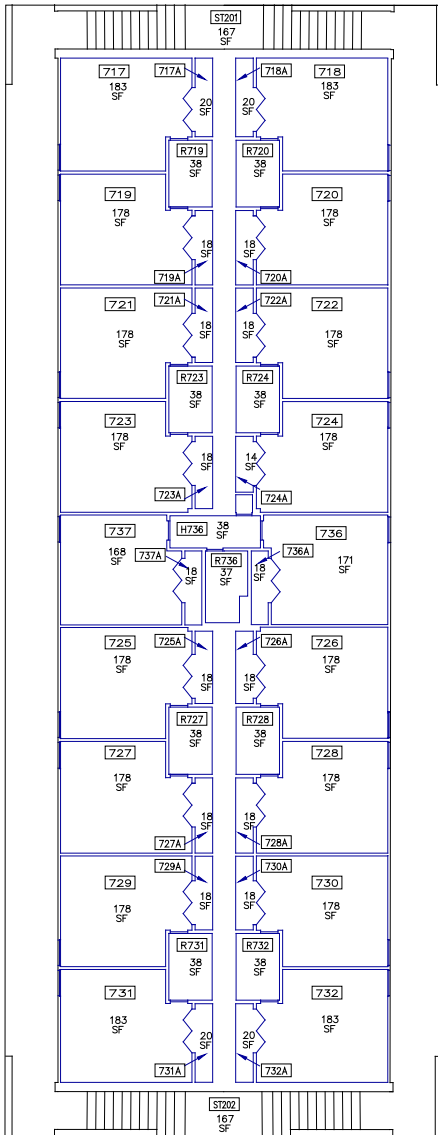 ST201
167
SF
717
183
SF
717A
718A
718
183
SF
20
SF
20
SF
R719
38
SF
R720
38
SF
719
178
SF
720
178
SF
18
SF
18
SF
719A
720A
721
178
SF
721A
722A
722
178
SF
18
SF
18
SF
R723
38
SF
R724
38
SF
723
178
SF
724
178
SF
18
SF
14
SF
723A
724A
737
168 SF
H736
38
SF
736
171
SF
737A
18
SF
R736
37
SF
736A
18
SF
725
178
SF
725A
726A
726
178
SF
18
SF
18
SF
R727
38
SF
R728
38
SF
727
178
SF
728
178
SF
18
SF
18
SF
727A
728A
729
178
SF
729A
730A
730
178
SF
18
SF
18
SF
R731
38
SF
R732
38
SF
731
183
SF
732
183
SF
20
SF
20
SF
731A
732A
ST202
167
SF